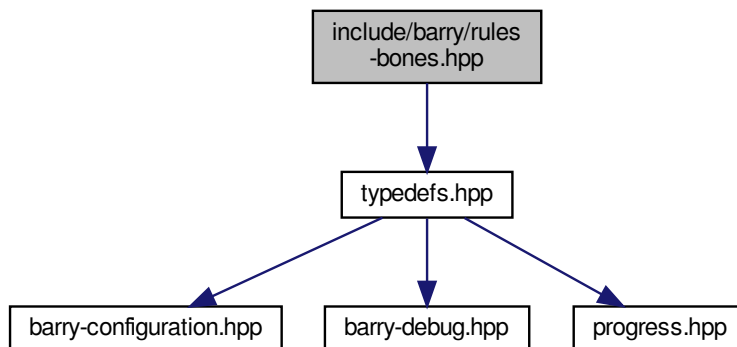 include/barry/rules
-bones.hpp
typedefs.hpp
barry-configuration.hpp
barry-debug.hpp
progress.hpp